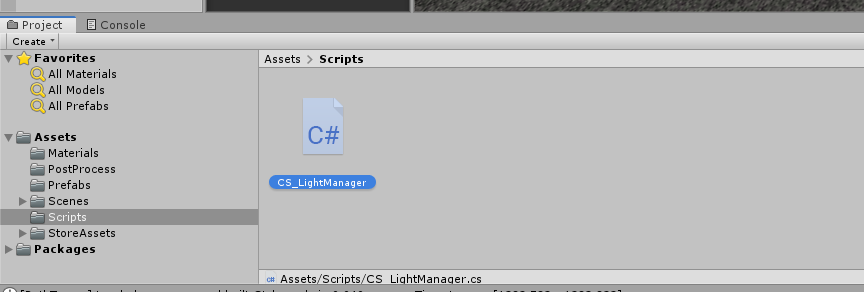 Project
Console
Create
Favorites
All Materials
All Models
All Prefabs
Assets
Materials
PostProcess
Prefabs
Scenes
Scripts
StoreAssets
Packages
Assets > Scripts
C#
CS_LightManager
C# Assets/Scripts/CS_LightManager.cs